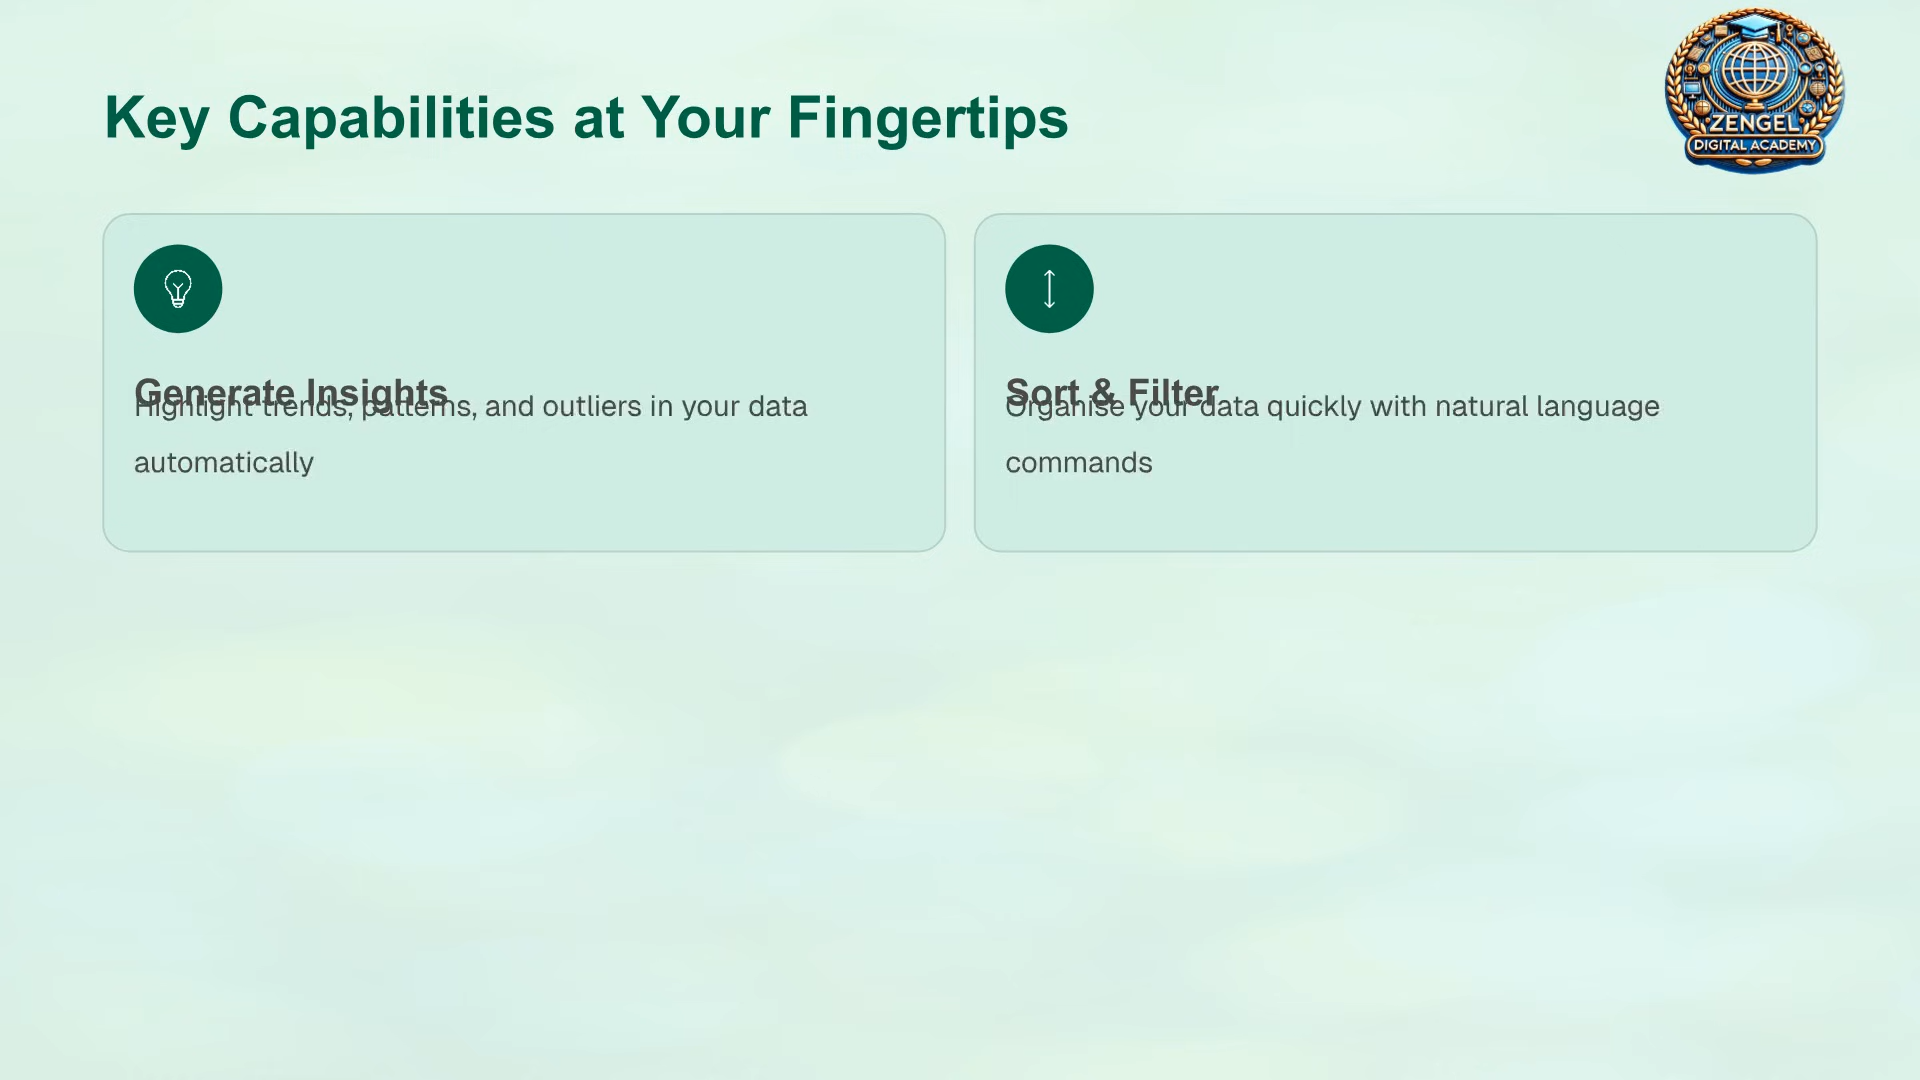 Key Capabilities at Your Fingertips
ZENGEL
DIGITAL ACADEMY
Generate Insights
Highlight trends, patterns, and outliers in your data
automatically
Sort & Filter
Organise your data quickly with natural language
commands